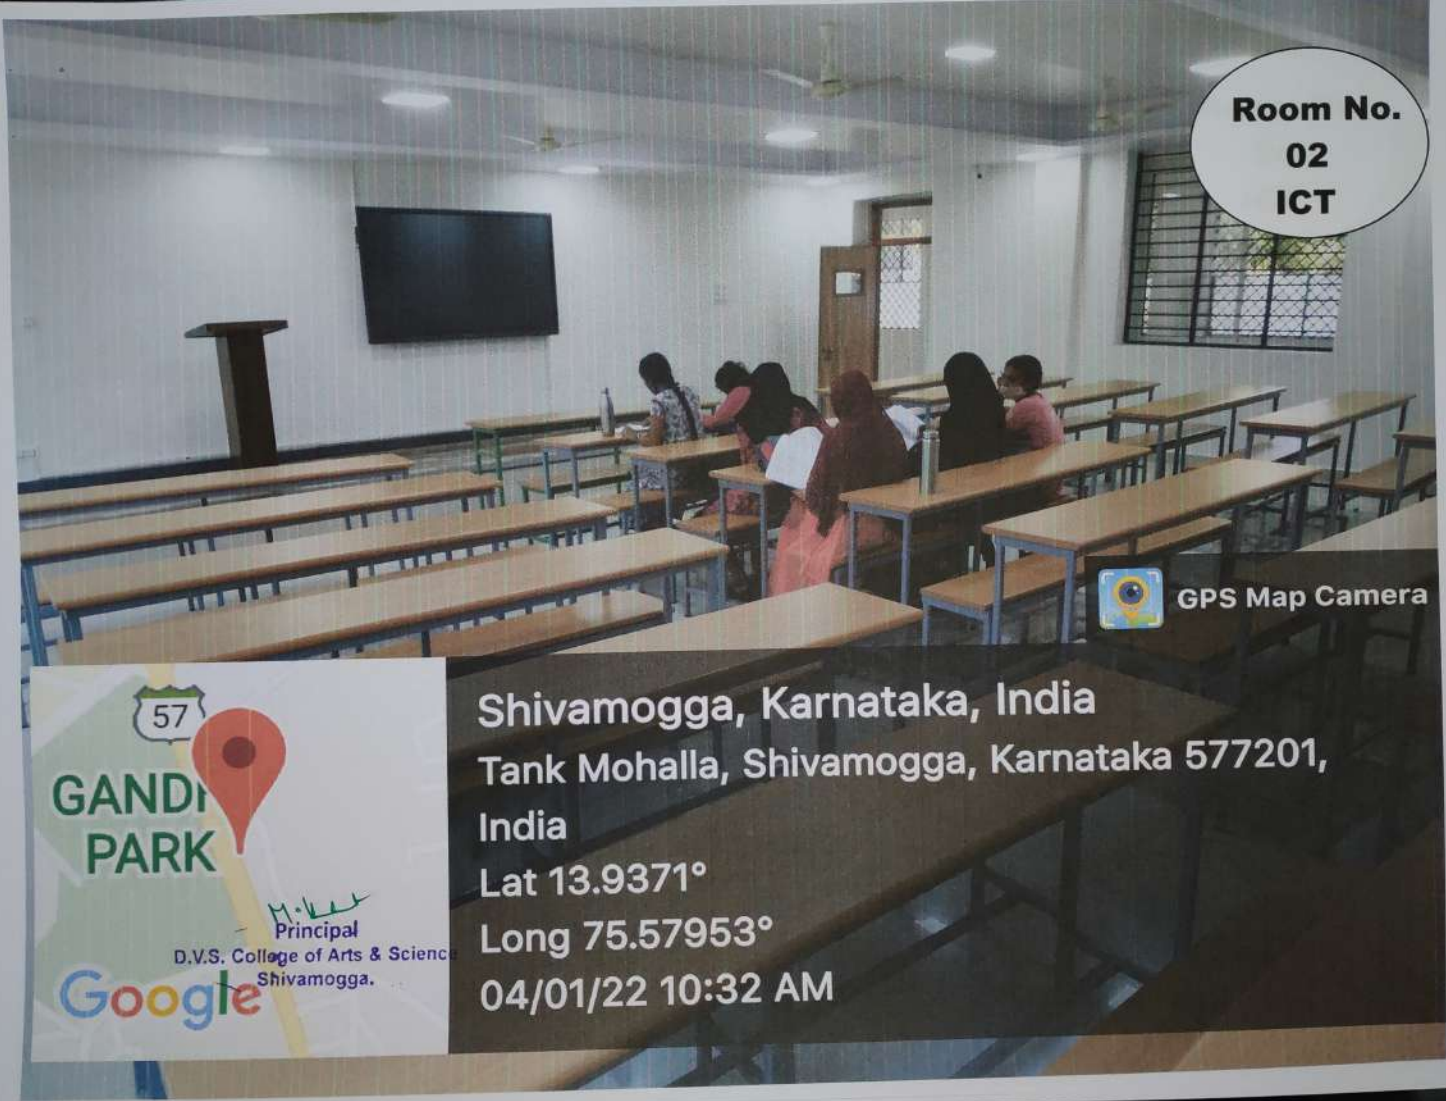 Room No.
02
ICT
GPS Map Camera
57
GANDH
PARK
Principal
D.V.S. College of Arts & Science
Shivamogga.
Google
Shivamogga, Karnataka, India
Tank Mohalla, Shivamogga, Karnataka 577201,
India
Lat 13.9371°
Long 75.57953°
04/01/22 10:32 AM